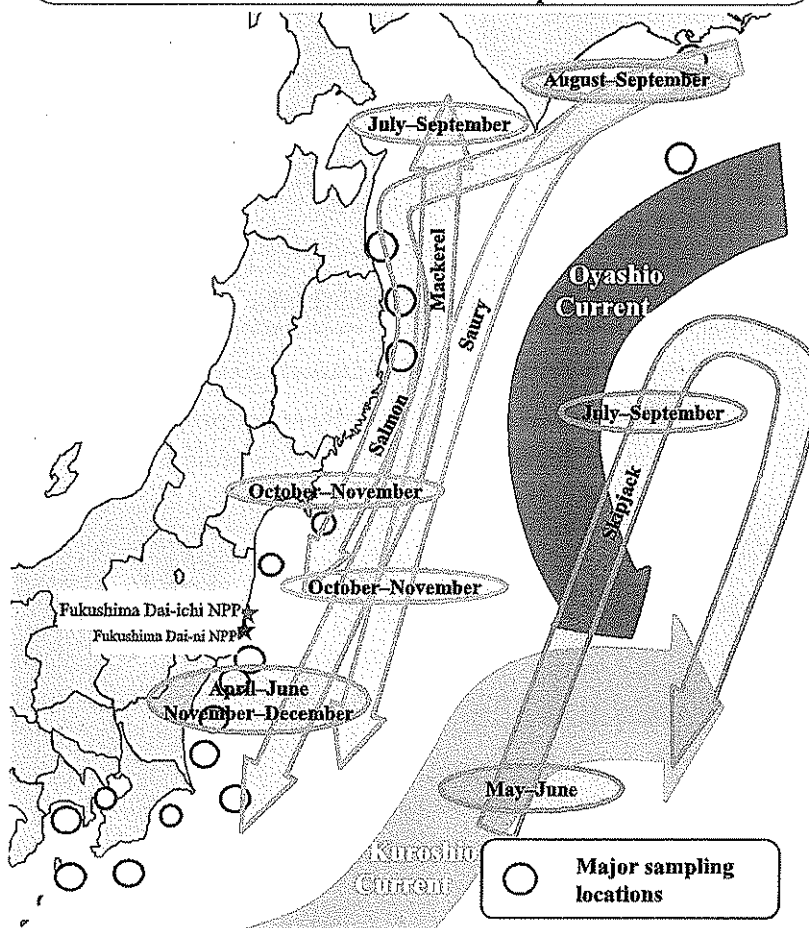 August–September
July–September
Oyashio
Current
Mackerel
Saury
July–September
Salmon
Skipjack
October–November
October–November
Fukushima Dai-ichi NPP
Fukushima Dai-ni NPP
April–June
November–December
May–June
Kuroshio
Current
Major sampling
locations